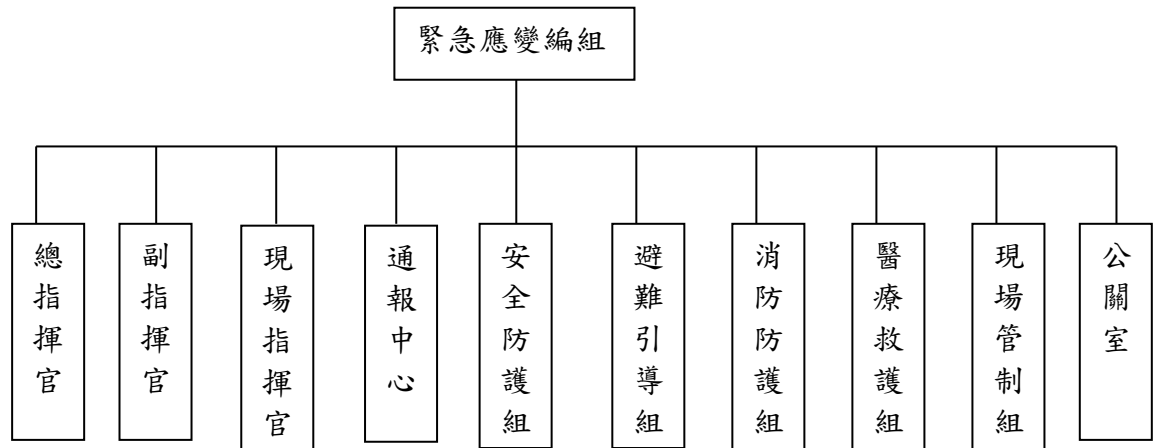 緊急應變編組
總指揮官
副指揮官
現場指揮官
通報中心
安全防護組
避難引導組
消防防護組
醫療救護組
現場管制組
公關室